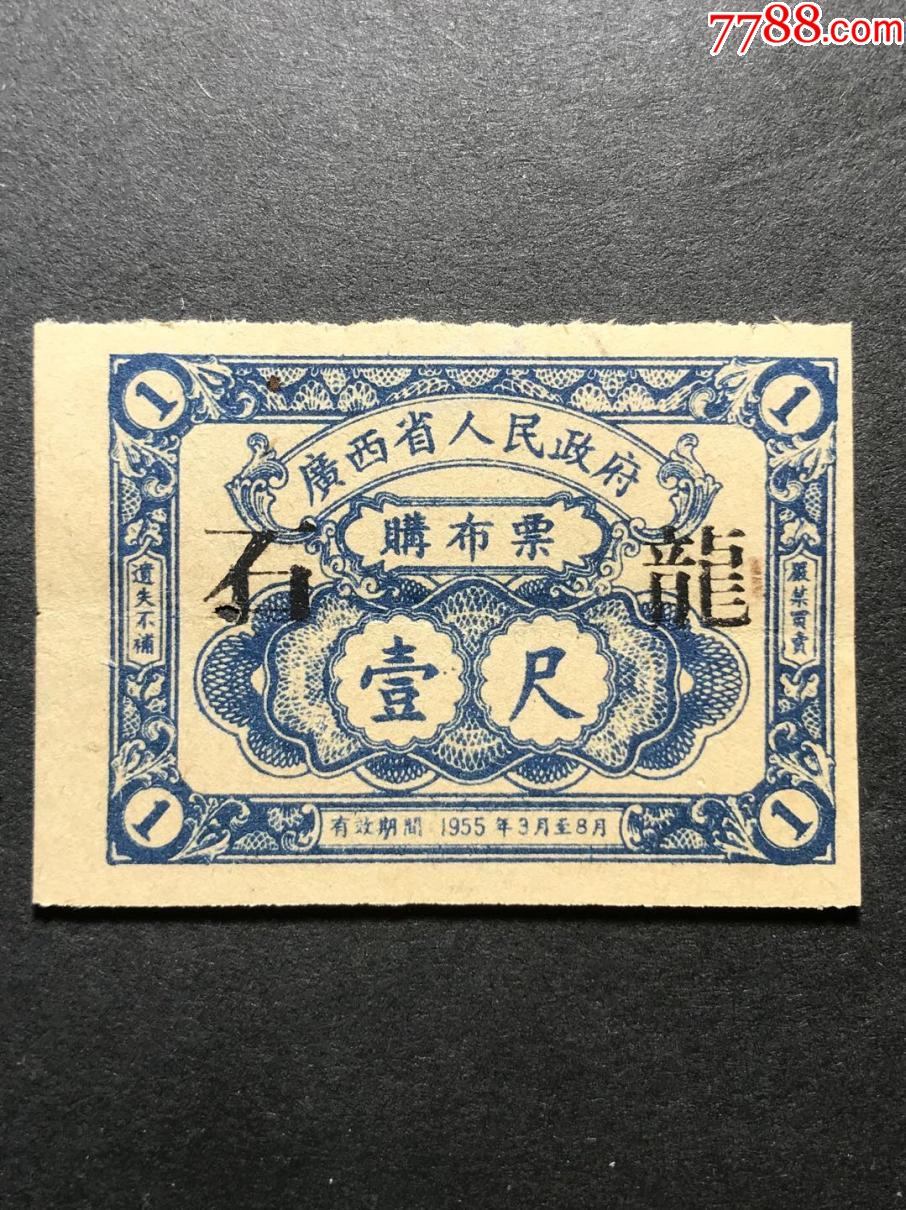 7788.com
1 1
廣西省人民政府
購布票
石 龍
遺失不補
嚴禁買賣
壹尺
1 1
有效期間 1955年3月至8月